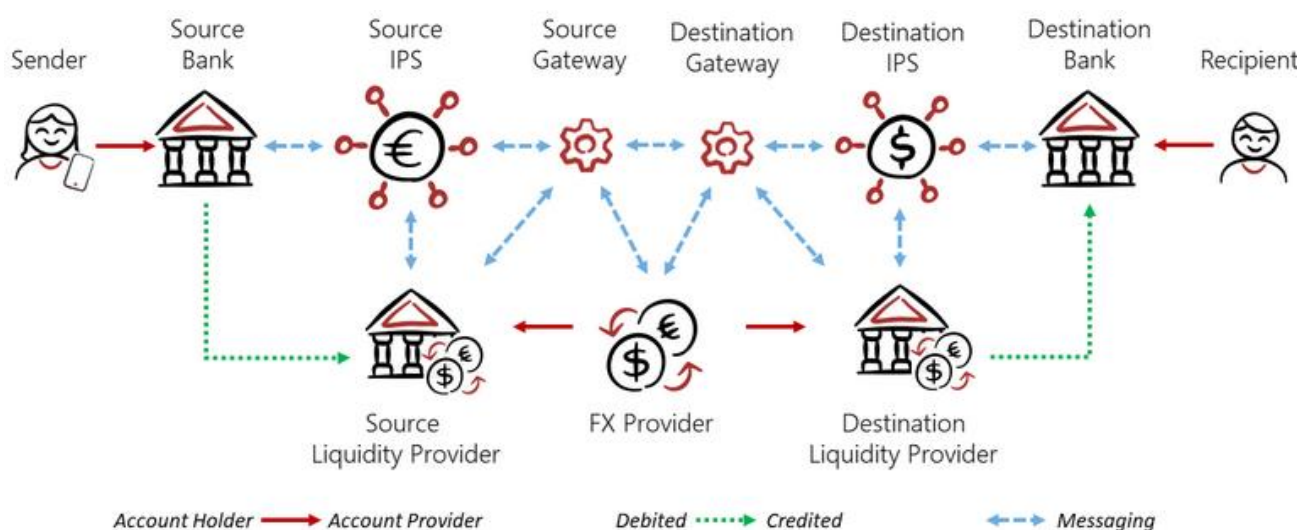 Sender
Source
Bank
Source
IPS
Source
Gateway
Destination
Gateway
Destination
IPS
Destination
Bank
Recipient
€
$
€
$
€
$
€
$
Source
Liquidity Provider
FX Provider
Destination
Liquidity Provider
Account Holder Account Provider
Debited Credited
Messaging